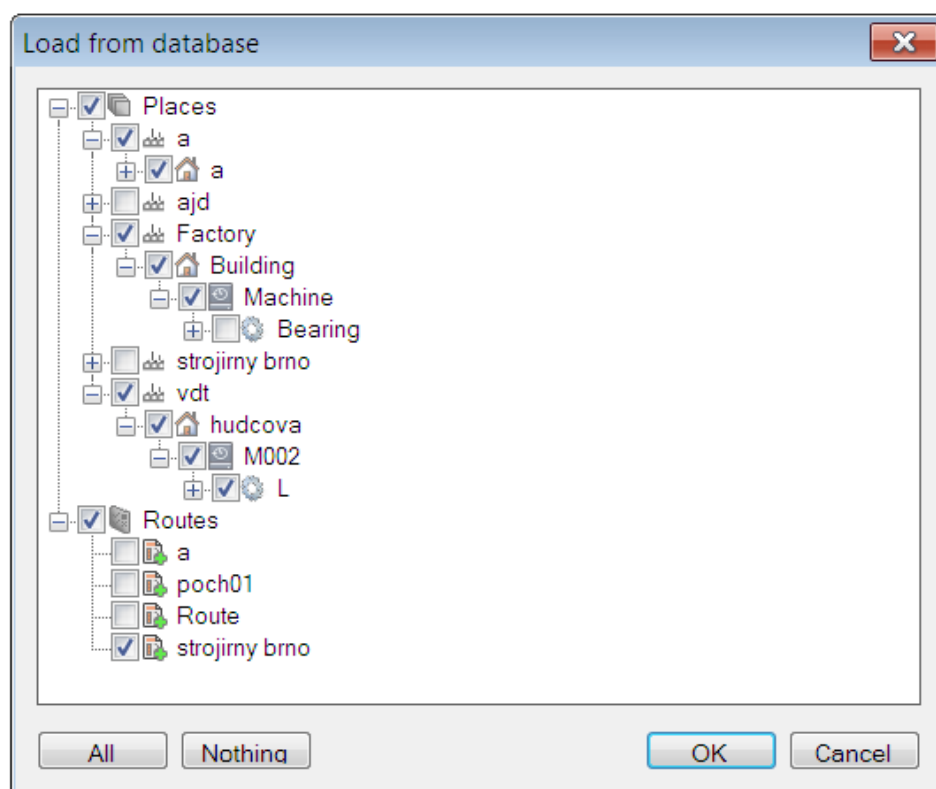 Load from database
Places
a
a
ajd
Factory
Building
Machine
Bearing
strojirny brno
vdt
hudcova
M002
L
Routes
a
poch01
Route
strojirny brno
All Nothing OK Cancel